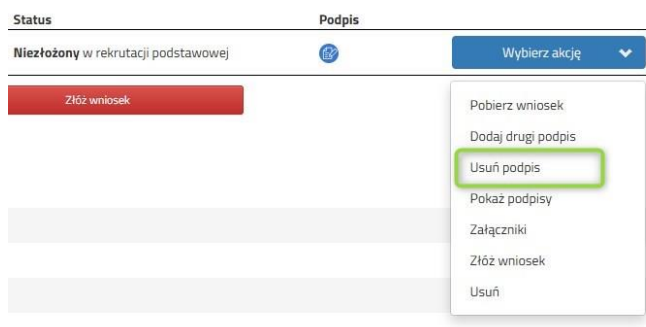 Status Podpis
Niezłożony w rekrutacji podstawowej Wybierz akcję
Złóż wniosek
Pobierz wniosek
Dodaj drugi podpis
Usuń podpis
Pokaż podpisy
Załączniki
Złóż wniosek
Usuń